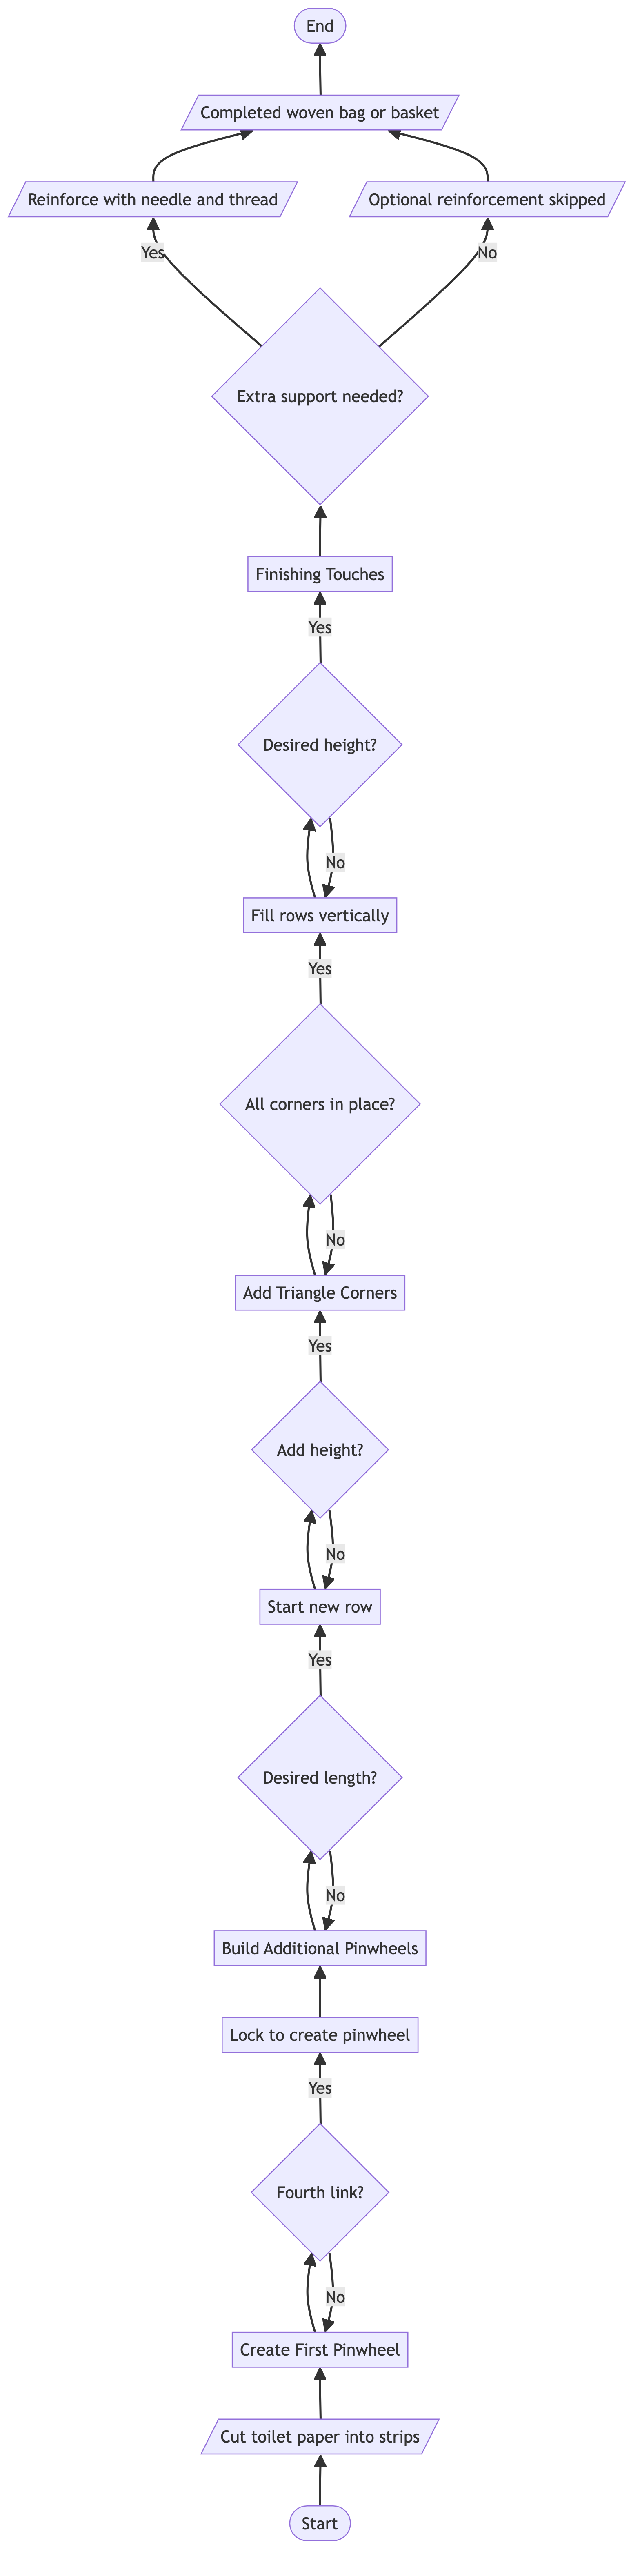 End
Completed woven bag or basket
Reinforce with needle and thread
Optional reinforcement skipped
Yes
No
Extra support needed?
Finishing Touches
Yes
Desired height?
No
Fill rows vertically
Yes
All corners in place?
No
Add Triangle Corners
Yes
Add height?
No
Start new row
Yes
Desired length?
No
Build Additional Pinwheels
Lock to create pinwheel
Yes
Fourth link?
No
Create First Pinwheel
Cut toilet paper into strips
Start